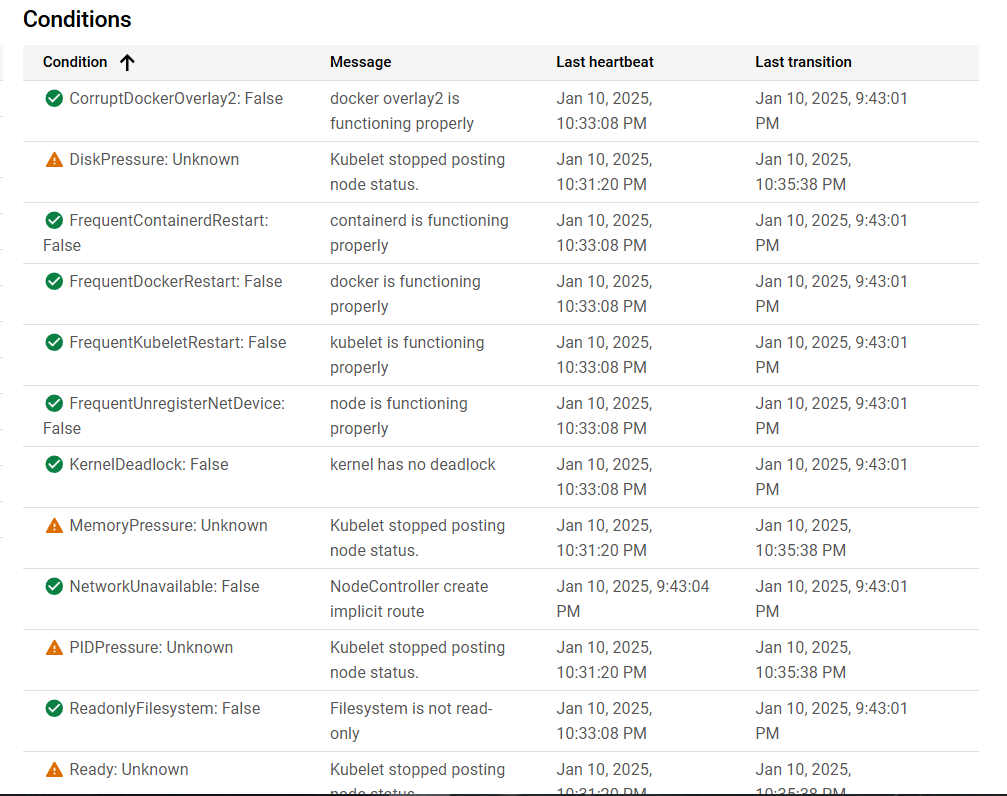 Conditions
Condition Message Last heartbeat Last transition
CorruptDockerOverlay2: False docker overlay2 is Jan 10, 2025, Jan 10, 2025, 9:43:01
functioning properly 10:33:08 PM PM
DiskPressure: Unknown Kubelet stopped posting Jan 10, 2025, Jan 10, 2025,
node status. 10:31:20 PM 10:35:38 PM
FrequentContainerdRestart: containerd is functioning Jan 10, 2025, Jan 10, 2025, 9:43:01
False properly 10:33:08 PM PM
FrequentDockerRestart: False docker is functioning Jan 10, 2025, Jan 10, 2025, 9:43:01
properly 10:33:08 PM PM
FrequentKubeletRestart: False kubelet is functioning Jan 10, 2025, Jan 10, 2025, 9:43:01
properly 10:33:08 PM PM
FrequentUnregisterNetDevice: node is functioning Jan 10, 2025, Jan 10, 2025, 9:43:01
False properly 10:33:08 PM PM
KernelDeadlock: False kernel has no deadlock Jan 10, 2025, Jan 10, 2025, 9:43:01
10:33:08 PM PM
MemoryPressure: Unknown Kubelet stopped posting Jan 10, 2025, Jan 10, 2025,
node status. 10:31:20 PM 10:35:38 PM
NetworkUnavailable: False NodeController create Jan 10, 2025, 9:43:04 Jan 10, 2025, 9:43:01
implicit route PM PM
PIDPressure: Unknown Kubelet stopped posting Jan 10, 2025, Jan 10, 2025,
node status. 10:31:20 PM 10:35:38 PM
ReadonlyFilesystem: False Filesystem is not read- Jan 10, 2025, Jan 10, 2025, 9:43:01
only 10:33:08 PM PM
Ready: Unknown Kubelet stopped posting Jan 10, 2025, Jan 10, 2025,
node status. 10:31:20 PM 10:35:38 PM